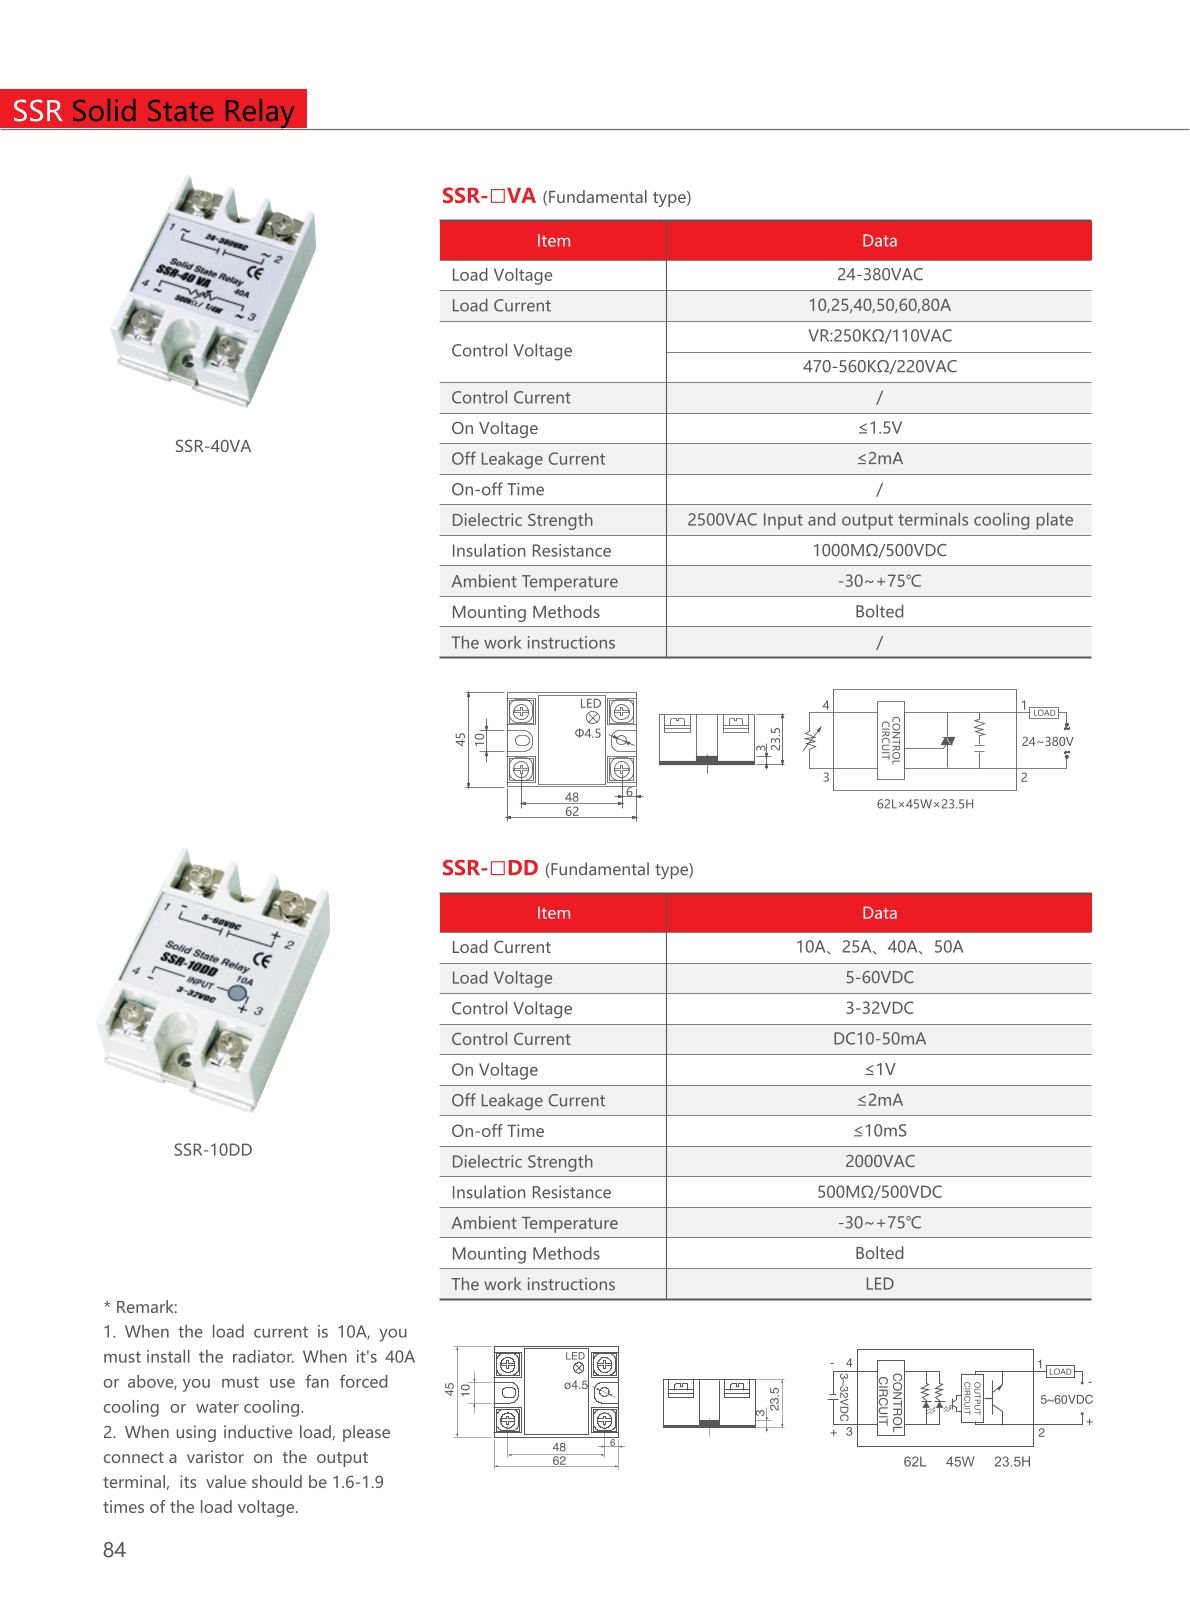 SSR Solid State Relay
1 ~ 24-380VAC ~ 2
Solid State Relay CE
SSR-40 VA 40A
4 ~ 500KΩ/ 1/4W ~ 3
SSR-40VA
SSR-□VA (Fundamental type)
Item Data
Load Voltage 24-380VAC
Load Current 10,25,40,50,60,80A
Control Voltage VR:250KΩ/110VAC
470-560KΩ/220VAC
Control Current /
On Voltage ≤1.5V
Off Leakage Current ≤2mA
On-off Time /
Dielectric Strength 2500VAC Input and output terminals cooling plate
Insulation Resistance 1000MΩ/500VDC
Ambient Temperature -30~+75℃
Mounting Methods Bolted
The work instructions /
LED
Φ4.5
45
10
48
6
62
3
23.5
4
3
CONTROL
CIRCUIT
1
LOAD
~
24~380V
~
2
62L×45W×23.5H
1 - 5-60VDC + 2
Solid State Relay CE
SSR-10DD 10A
4 - INPUT
3-32VDC + 3
SSR-10DD
SSR-□DD (Fundamental type)
Item Data
Load Current 10A、25A、40A、50A
Load Voltage 5-60VDC
Control Voltage 3-32VDC
Control Current DC10-50mA
On Voltage ≤1V
Off Leakage Current ≤2mA
On-off Time ≤10mS
Dielectric Strength 2000VAC
Insulation Resistance 500MΩ/500VDC
Ambient Temperature -30~+75℃
Mounting Methods Bolted
The work instructions LED
* Remark:
1. When the load current is 10A, you
must install the radiator. When it's 40A
or above, you must use fan forced
cooling or water cooling.
2. When using inductive load, please
connect a varistor on the output
terminal, its value should be 1.6-1.9
times of the load voltage.
LED
ø4.5
45
10
48
6
62
3
23.5
- 4
3~32VDC
+ 3
CONTROL
CIRCUIT
OUTPUT
CIRCUIT
1
LOAD
-
5~60VDC
+
2
62L 45W 23.5H
84